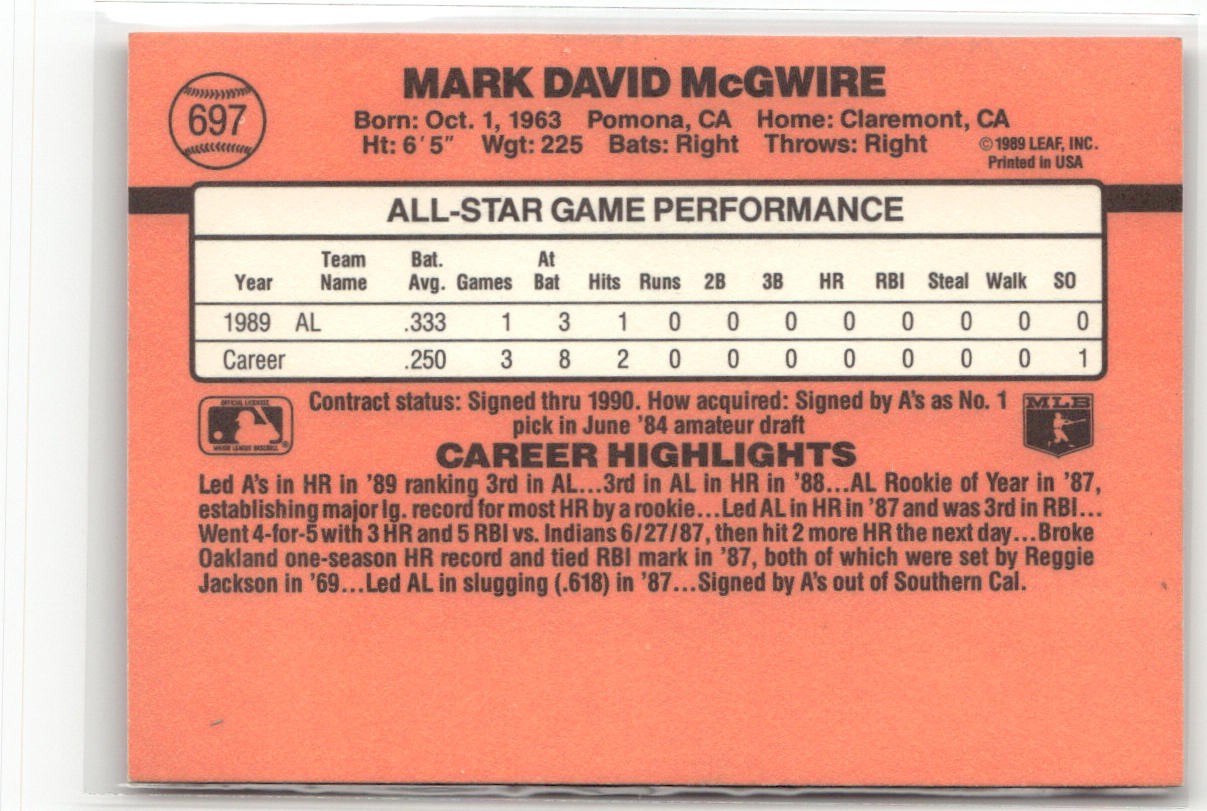 697
MARK DAVID McGWIRE
Born: Oct. 1, 1963 Pomona, CA Home: Claremont, CA
Ht: 6'5" Wgt: 225 Bats: Right Throws: Right
©1989 LEAF, INC.
Printed in USA
ALL-STAR GAME PERFORMANCE
Year Team Name Bat. Avg. Games At Bat Hits Runs 2B 3B HR RBI Steal Walk SO
1989 AL .333 1 3 1 0 0 0 0 0 0 0 0
Career .250 3 8 2 0 0 0 0 0 0 0 1
OFFICIAL LICENSEE
MAJOR LEAGUE BASEBALL
®
Contract status: Signed thru 1990. How acquired: Signed by A's as No. 1
pick in June '84 amateur draft
MLB
CAREER HIGHLIGHTS
Led A's in HR in '89 ranking 3rd in AL...3rd in AL in HR in '88...AL Rookie of Year in '87,
establishing major lg. record for most HR by a rookie...Led AL in HR in '87 and was 3rd in RBI...
Went 4-for-5 with 3 HR and 5 RBI vs. Indians 6/27/87, then hit 2 more HR the next day...Broke
Oakland one-season HR record and tied RBI mark in '87, both of which were set by Reggie
Jackson in '69...Led AL in slugging (.618) in '87...Signed by A's out of Southern Cal.